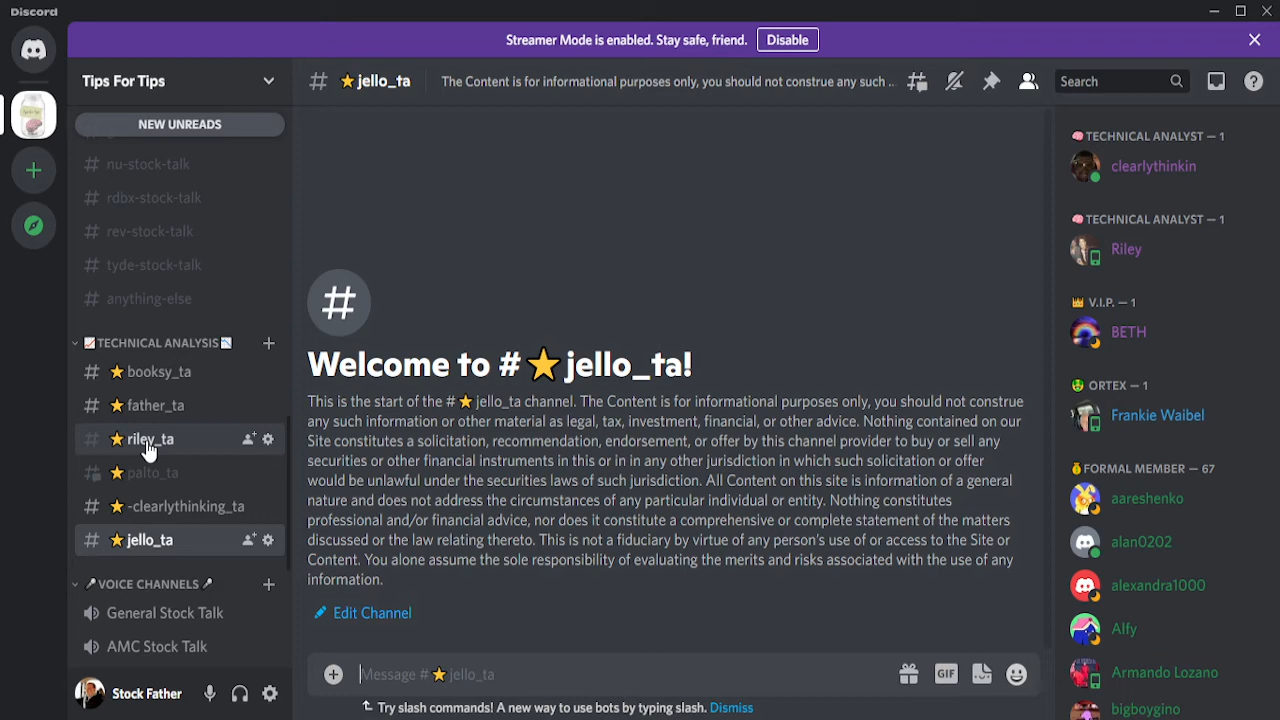 Discord
Streamer Mode is enabled. Stay safe, friend. Disable
Tips For Tips
# ⭐jello_ta The Content is for informational purposes only, you should not construe any such ... Search
NEW UNREADS
# nu-stock-talk
# rdbx-stock-talk
# rev-stock-talk
# tyde-stock-talk
# anything-else
📈TECHNICAL ANALYSIS📉
# ⭐booksy_ta
# ⭐father_ta
# ⭐riley_ta
# ⭐palto_ta
# ⭐-clearlythinking_ta
# ⭐jello_ta
🎤VOICE CHANNELS🎤
General Stock Talk
AMC Stock Talk
Stock Father
Welcome to #⭐jello_ta!
This is the start of the #⭐jello_ta channel. The Content is for informational purposes only, you should not construe
any such information or other material as legal, tax, investment, financial, or other advice. Nothing contained on our
Site constitutes a solicitation, recommendation, endorsement, or offer by this channel provider to buy or sell any
securities or other financial instruments in this or in in any other jurisdiction in which such solicitation or offer
would be unlawful under the securities laws of such jurisdiction. All Content on this site is information of a general
nature and does not address the circumstances of any particular individual or entity. Nothing constitutes
professional and/or financial advice, nor does it constitute a comprehensive or complete statement of the matters
discussed or the law relating thereto. This is not a fiduciary by virtue of any person's use of or access to the Site or
Content. You alone assume the sole responsibility of evaluating the merits and risks associated with the use of any
information.
Edit Channel
Message #⭐jello_ta GIF
Try slash commands! A new way to use bots by typing slash. Dismiss
🧠TECHNICAL ANALYST — 1
clearlythinkin
🧠TECHNICAL ANALYST — 1
Riley
👑 V.I.P. — 1
BETH
🤑 ORTEX — 1
Frankie Waibel
💰FORMAL MEMBER — 67
aareshenko
alan0202
alexandra1000
Alfy
Armando Lozano
bigboygino